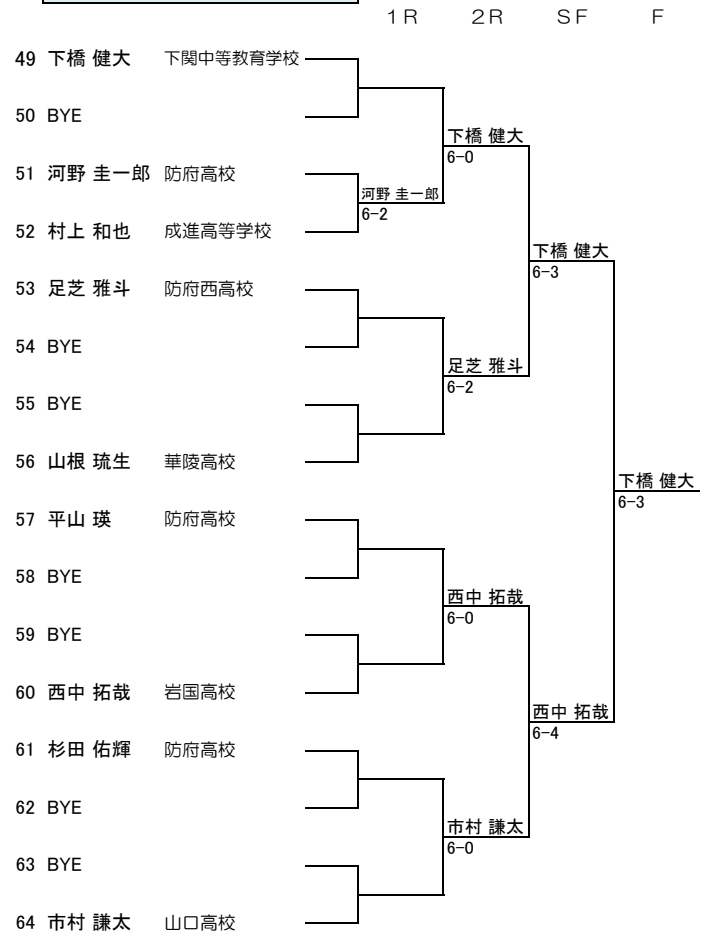 1R 2R SF F
49 下橋 健大 下関中等教育学校
50 BYE
下橋 健大
6-0
51 河野 圭一郎 防府高校
河野 圭一郎
6-2
52 村上 和也 成進高等学校
下橋 健大
6-3
53 足芝 雅斗 防府西高校
54 BYE
足芝 雅斗
6-2
55 BYE
56 山根 琉生 華陵高校
下橋 健大
6-3
57 平山 瑛 防府高校
58 BYE
西中 拓哉
6-0
59 BYE
60 西中 拓哉 岩国高校
西中 拓哉
6-4
61 杉田 佑輝 防府高校
62 BYE
市村 謙太
6-0
63 BYE
64 市村 謙太 山口高校